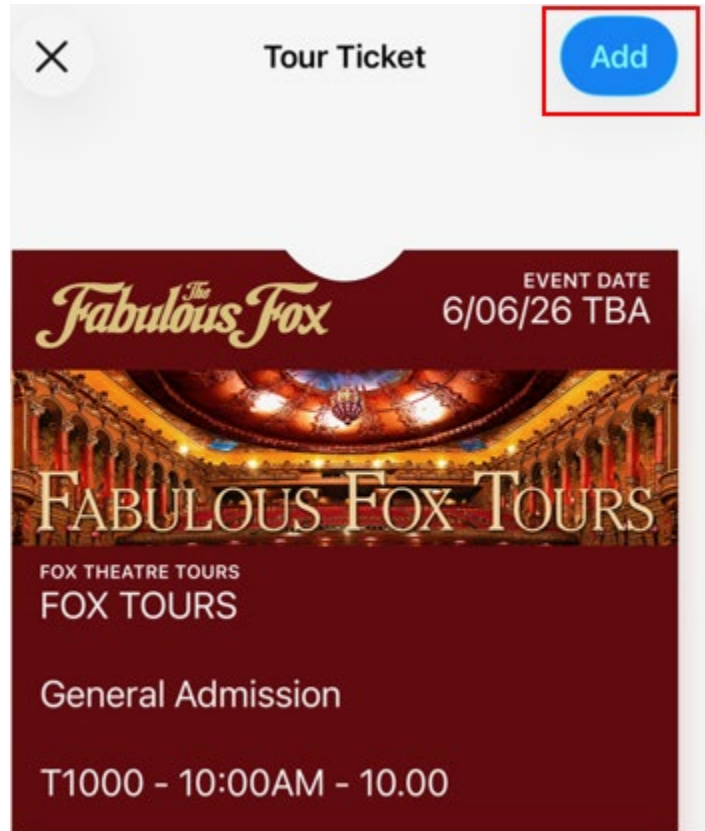 Tour Ticket
Add
The Fabulous Fox
EVENT DATE
6/06/26 TBA
FABULOUS FOX TOURS
FOX THEATRE TOURS
FOX TOURS
General Admission
T1000 - 10:00AM - 10.00